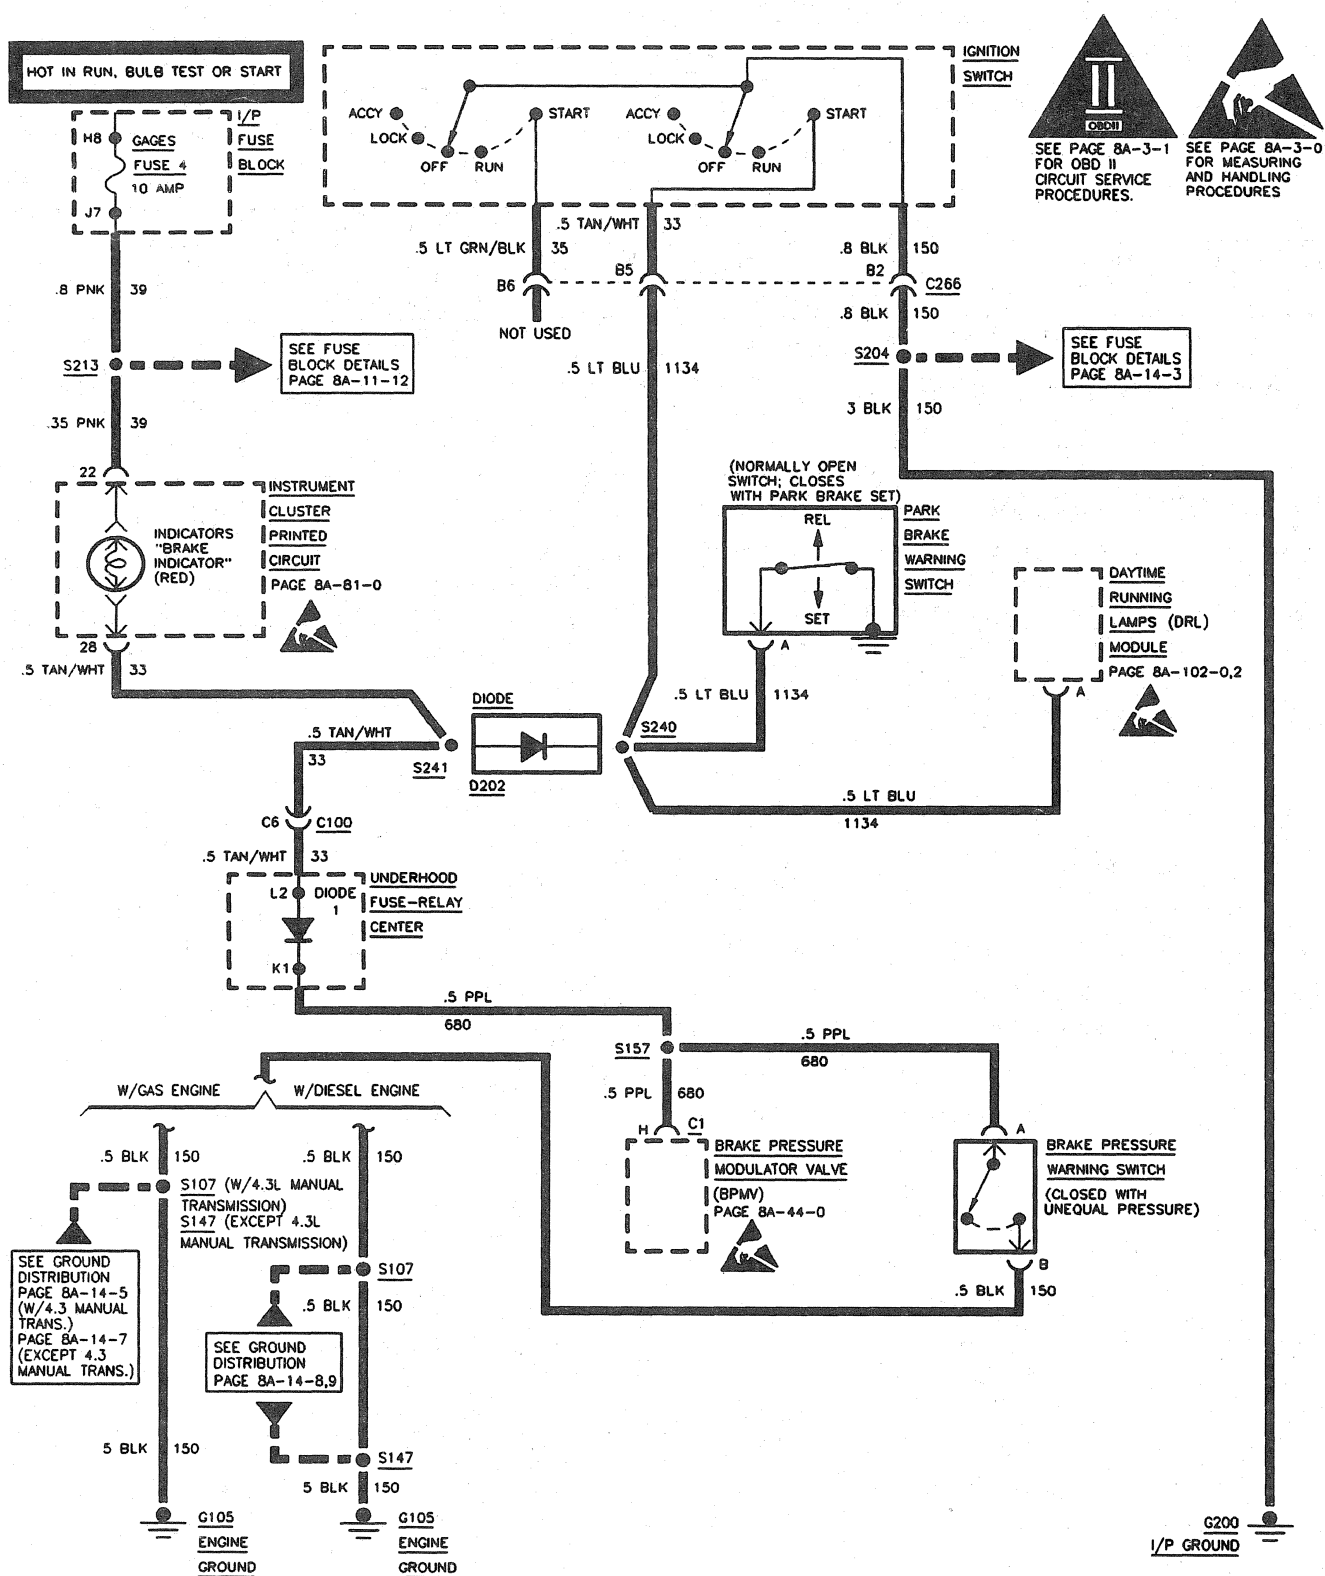 HOT IN RUN, BULB TEST OR START
I/P
FUSE
BLOCK
H8
GAGES
FUSE 4
10 AMP
J7
IGNITION
SWITCH
ACCY
LOCK
OFF
RUN
START
ACCY
LOCK
OFF
RUN
START
OBDII
SEE PAGE 8A-3-1
FOR OBD II
CIRCUIT SERVICE
PROCEDURES.
SEE PAGE 8A-3-0
FOR MEASURING
AND HANDLING
PROCEDURES
.5 TAN/WHT 33
.5 LT GRN/BLK 35
.8 BLK 150
B6
B5
B2
C266
NOT USED
.8 PNK 39
.8 BLK 150
S213
SEE FUSE
BLOCK DETAILS
PAGE 8A-11-12
.5 LT BLU 1134
S204
SEE FUSE
BLOCK DETAILS
PAGE 8A-14-3
.35 PNK 39
3 BLK 150
22
INSTRUMENT
CLUSTER
PRINTED
CIRCUIT
PAGE 8A-81-0
INDICATORS
"BRAKE
INDICATOR"
(RED)
28
.5 TAN/WHT 33
(NORMALLY OPEN
SWITCH; CLOSES
WITH PARK BRAKE SET)
REL
SET
PARK
BRAKE
WARNING
SWITCH
A
.5 LT BLU 1134
DAYTIME
RUNNING
LAMPS (DRL)
MODULE
PAGE 8A-102-0,2
A
DIODE
D202
S240
S241
.5 TAN/WHT
33
.5 LT BLU
1134
C6 C100
.5 TAN/WHT 33
L2 DIODE
1
K1
UNDERHOOD
FUSE-RELAY
CENTER
.5 PPL
680
S157
.5 PPL
680
.5 PPL 680
W/GAS ENGINE
W/DIESEL ENGINE
H C1
BRAKE PRESSURE
MODULATOR VALVE
(BPMV)
PAGE 8A-44-0
A
BRAKE PRESSURE
WARNING SWITCH
(CLOSED WITH
UNEQUAL PRESSURE)
B
.5 BLK 150
.5 BLK 150
.5 BLK 150
S107 (W/4.3L MANUAL
TRANSMISSION)
S147 (EXCEPT 4.3L
MANUAL TRANSMISSION)
SEE GROUND
DISTRIBUTION
PAGE 8A-14-5
(W/4.3 MANUAL
TRANS.)
PAGE 8A-14-7
(EXCEPT 4.3
MANUAL TRANS.)
S107
.5 BLK 150
SEE GROUND
DISTRIBUTION
PAGE 8A-14-8,9
5 BLK 150
S147
5 BLK 150
G105
ENGINE
GROUND
G105
ENGINE
GROUND
G200
I/P GROUND